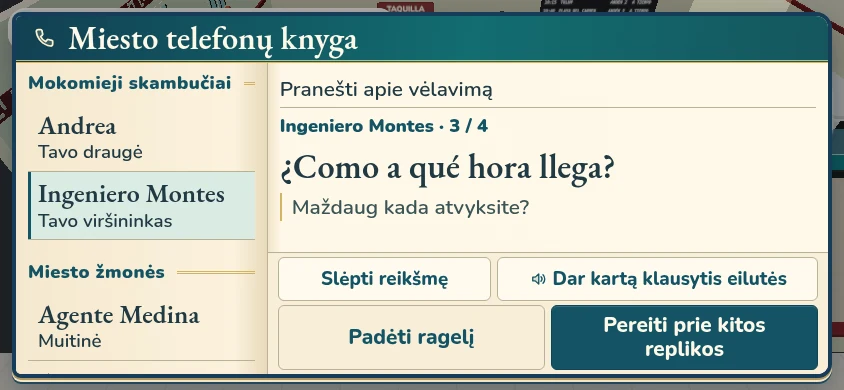 TAQUILLA
Miesto telefonų knyga
Mokomieji skambučiai
Andrea
Tavo draugė
Ingeniero Montes
Tavo viršininkas
Miesto žmonės
Agente Medina
Muitinė
Pranešti apie vėlavimą
Ingeniero Montes · 3 / 4
¿Como a qué hora llega?
Maždaug kada atvyksite?
Slėpti reikšmę
Dar kartą klausytis eilutės
Padėti ragelį
Pereiti prie kitos
replikos